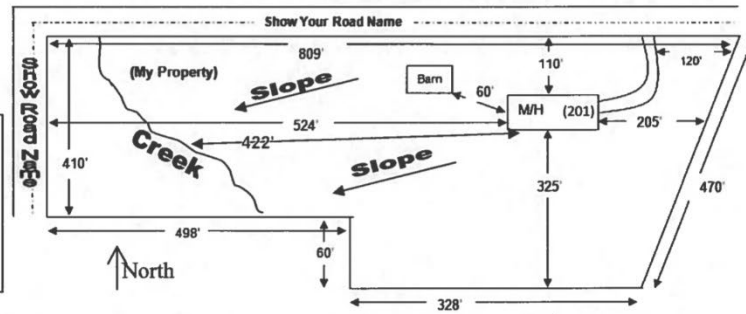 Show Your Road Name
Show Road Name
809'
110'
120'
(My Property)
Slope
Barn
60'
M/H (201)
524'
205'
410'
Creek
422'
Slope
325'
470'
498'
60'
North
328'